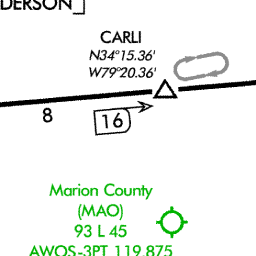 DERSON
CARLI
N34°15.36'
W79°20.36'
8
16
Marion County
(MAO)
93 L 45
AWOS-3PT 119.875